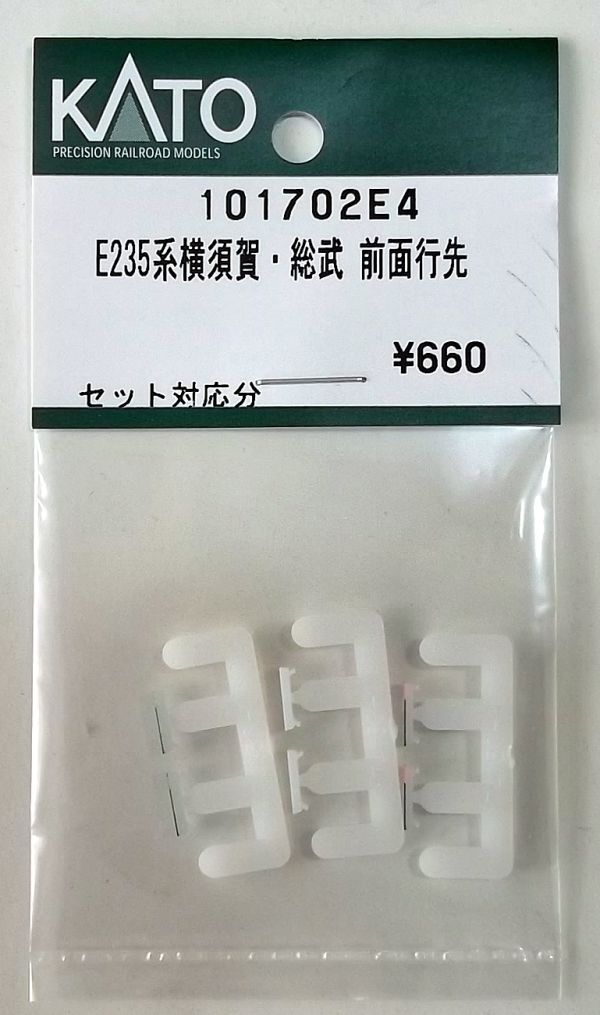 KATO
PRECISION RAILROAD MODELS
101702E4
E235系横須賀・総武 前面行先
¥660
セット対応分